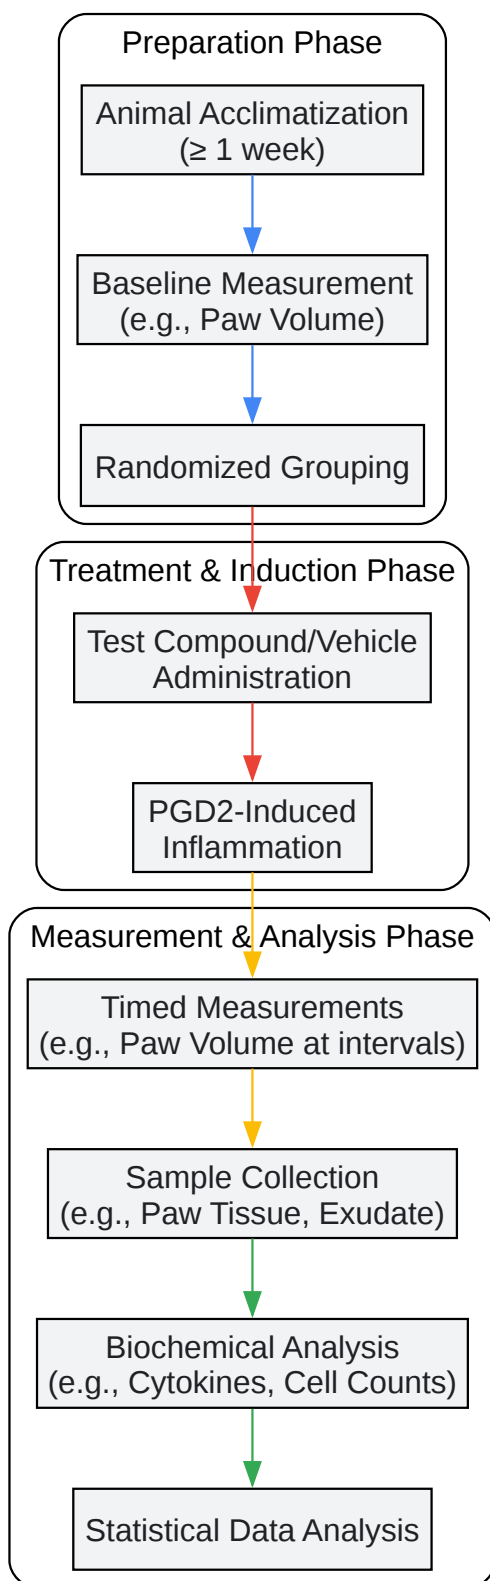 Preparation Phase
Animal Acclimatization
(≥ 1 week)
Baseline Measurement
(e.g., Paw Volume)
Randomized Grouping
Treatment & Induction Phase
Test Compound/Vehicle
Administration
PGD2-Induced
Inflammation
Measurement & Analysis Phase
Timed Measurements
(e.g., Paw Volume at intervals)
Sample Collection
(e.g., Paw Tissue, Exudate)
Biochemical Analysis
(e.g., Cytokines, Cell Counts)
Statistical Data Analysis